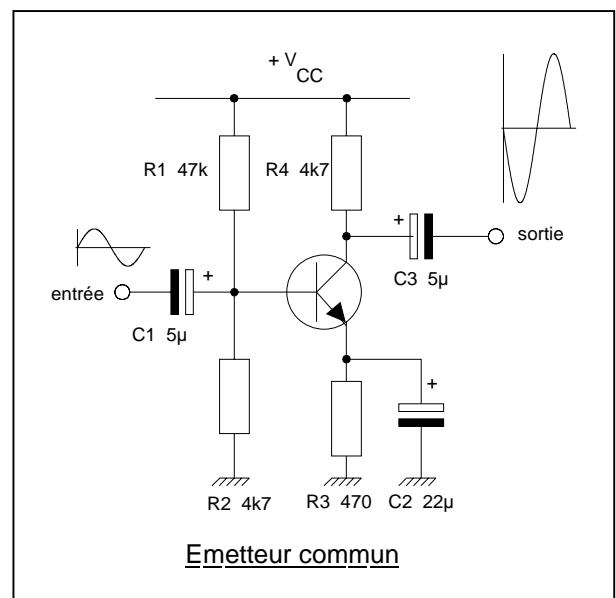 + VCC
R1 47k
R4 4k7
+
sortie
C3 5µ
entrée
+
C1 5µ
+
R2 4k7
R3 470
C2 22µ
Emetteur commun